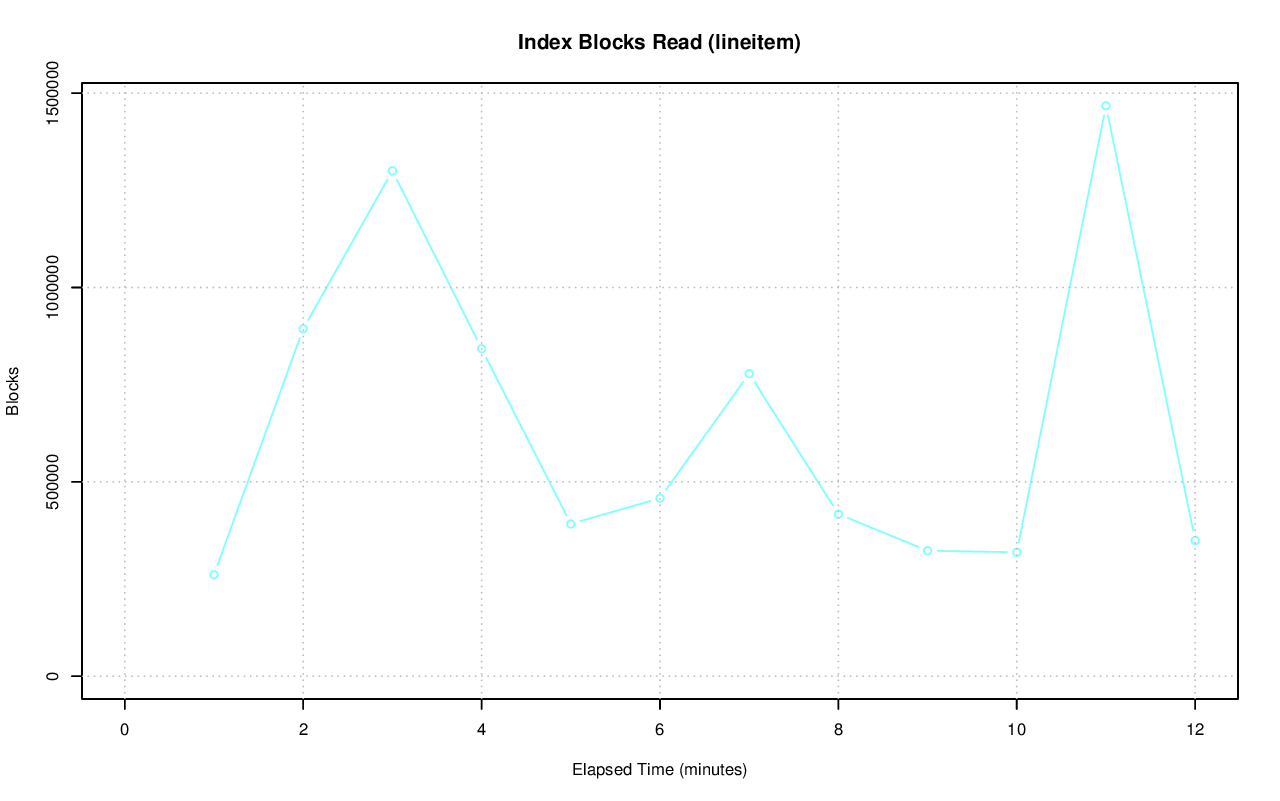 Index Blocks Read (lineitem)
1500000
1000000
500000
0
Blocks
0 2 4 6 8 10 12
Elapsed Time (minutes)